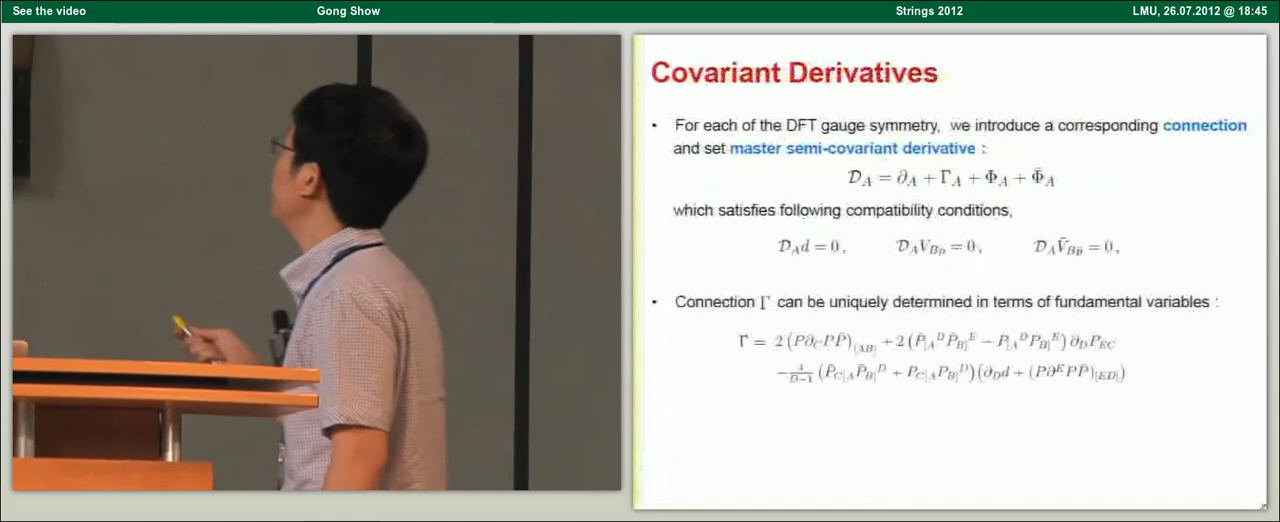 See the video
Gong Show
Strings 2012
LMU, 26.07.2012 @ 18:45
Covariant Derivatives
• For each of the DFT gauge symmetry, we introduce a corresponding connection
and set master semi-covariant derivative :
𝒟_A = ∂_A + Γ_A + Φ_A + Φ̄_A
which satisfies following compatibility conditions,
𝒟_A d = 0 , 𝒟_A V_{Bp} = 0 , 𝒟_A V̄_{Bp̄} = 0 ,
• Connection Γ can be uniquely determined in terms of fundamental variables :
Γ = 2 (P∂_C P P̄)_{[AB]} + 2 (P̄_{[A}^D P̄_{B]}^E − P_{[A}^D P_{B]}^E) ∂_D P_{EC}
− 4/(D−1) (P̄_{C[A} P̄_{B]}^D + P_{C[A} P_{B]}^D) (∂_D d + (P∂^E P P̄)_{[ED]})